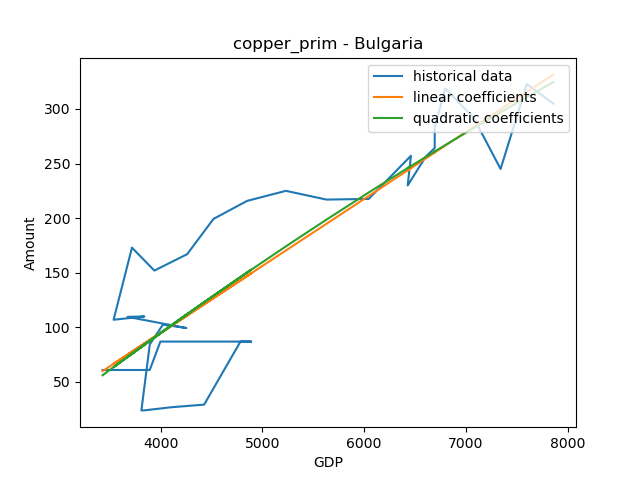 copper_prim - Bulgaria
historical data
linear coefficients
quadratic coefficients
300
250
200
150
100
50
Amount
4000 5000 6000 7000 8000
GDP